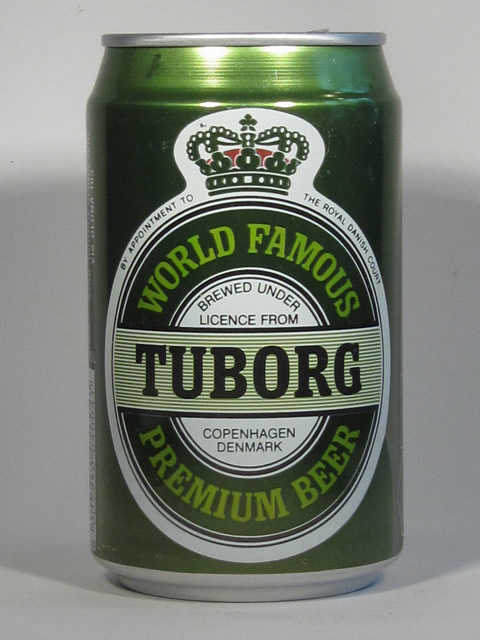 BY APPOINTMENT TO
THE ROYAL DANISH COURT
WORLD FAMOUS
BREWED UNDER
LICENCE FROM
TUBORG
COPENHAGEN
DENMARK
PREMIUM BEER